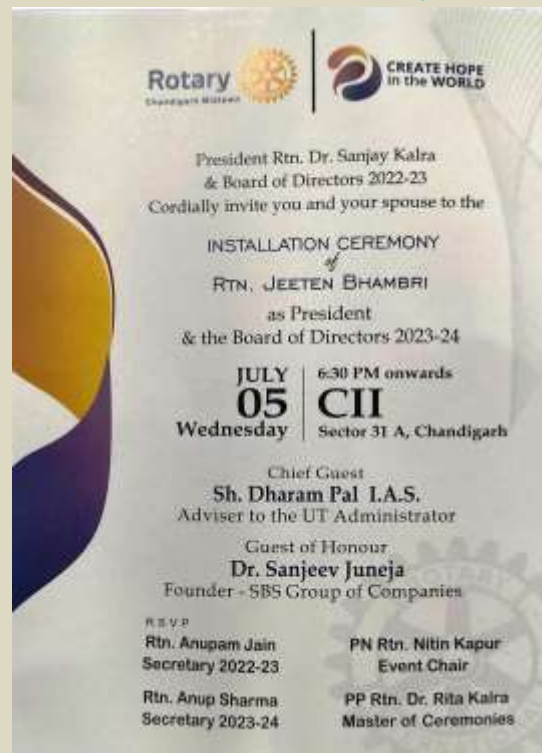 Rotary
Chandigarh Midtown
CREATE HOPE
in the WORLD
President Rtn. Dr. Sanjay Kalra
& Board of Directors 2022-23
Cordially invite you and your spouse to the
INSTALLATION CEREMONY
of
RTN. JEETEN BHAMBRI
as President
& the Board of Directors 2023-24
JULY
05
Wednesday
6:30 PM onwards
CII
Sector 31 A, Chandigarh
Chief Guest
Sh. Dharam Pal I.A.S.
Adviser to the UT Administrator
Guest of Honour
Dr. Sanjeev Juneja
Founder - SBS Group of Companies
R.S.V.P
Rtn. Anupam Jain
Secretary 2022-23
PN Rtn. Nitin Kapur
Event Chair
Rtn. Anup Sharma
Secretary 2023-24
PP Rtn. Dr. Rita Kalra
Master of Ceremonies